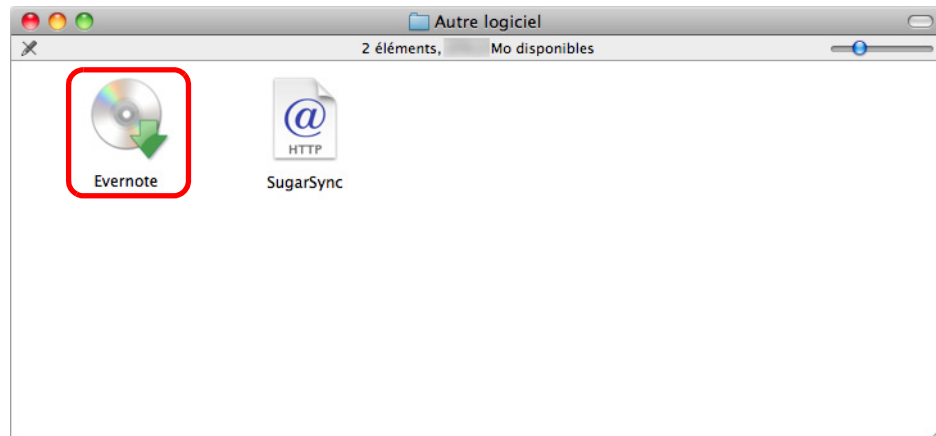 Autre logiciel
2 éléments, Mo disponibles
@
HTTP
Evernote
SugarSync